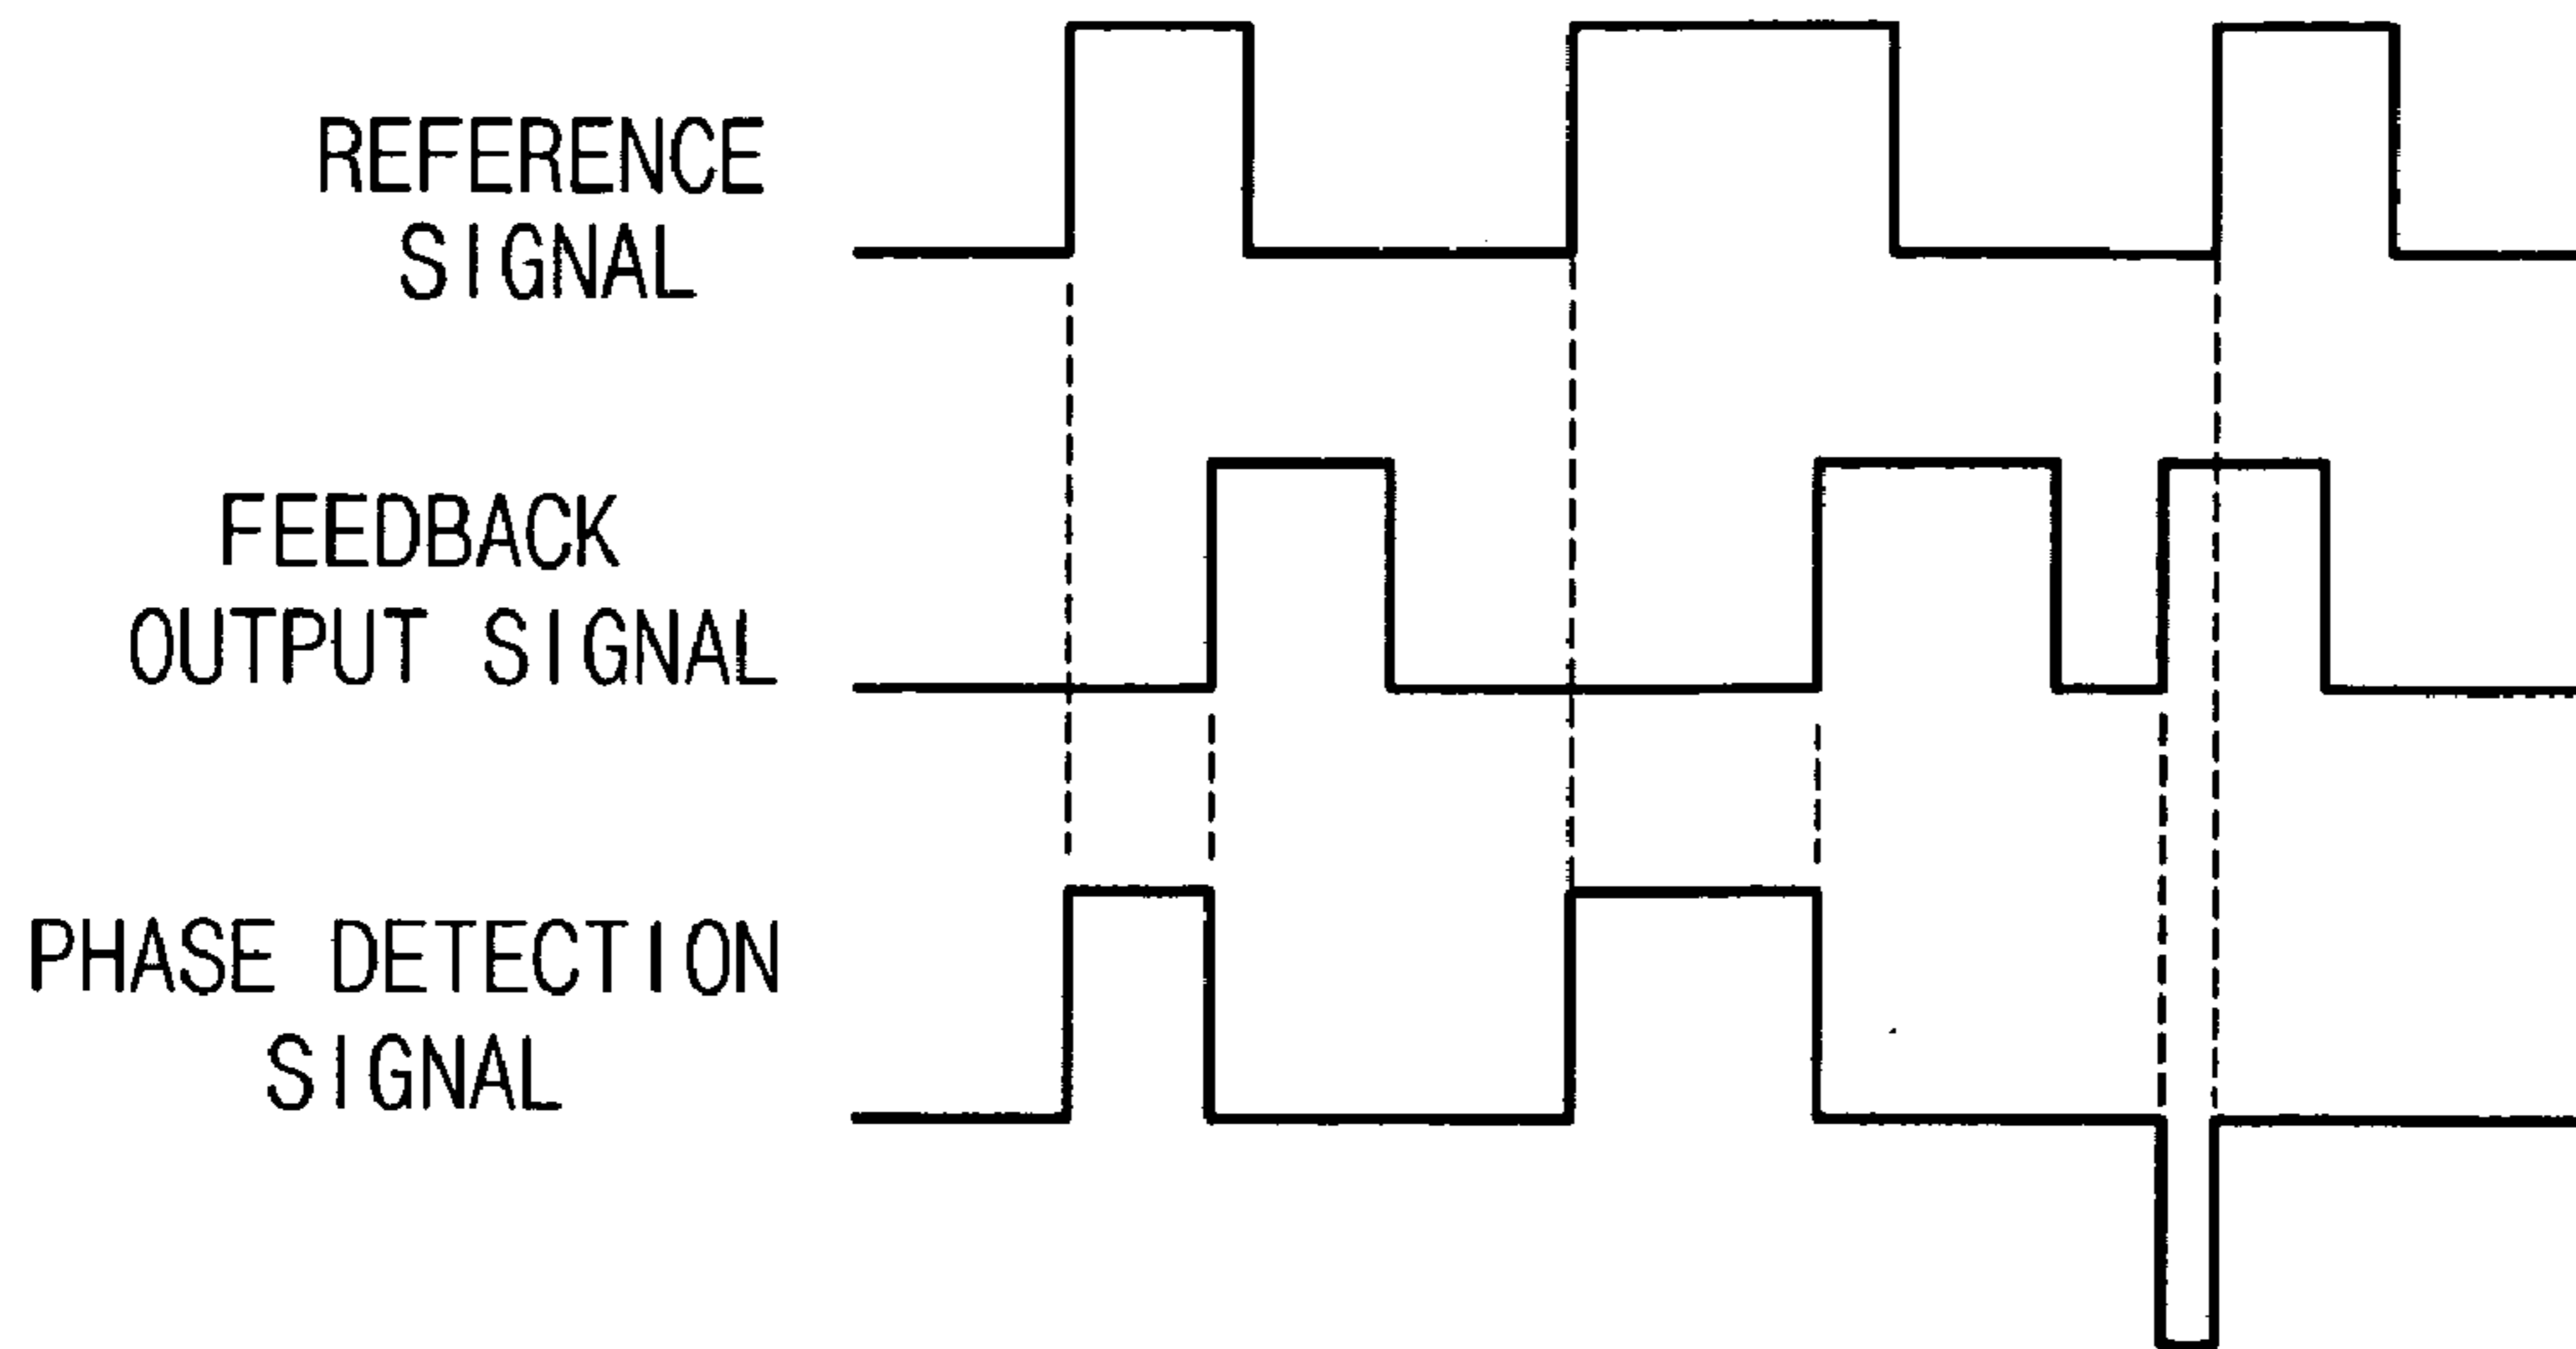 REFERENCE
SIGNAL
FEEDBACK
OUTPUT SIGNAL
PHASE DETECTION
SIGNAL